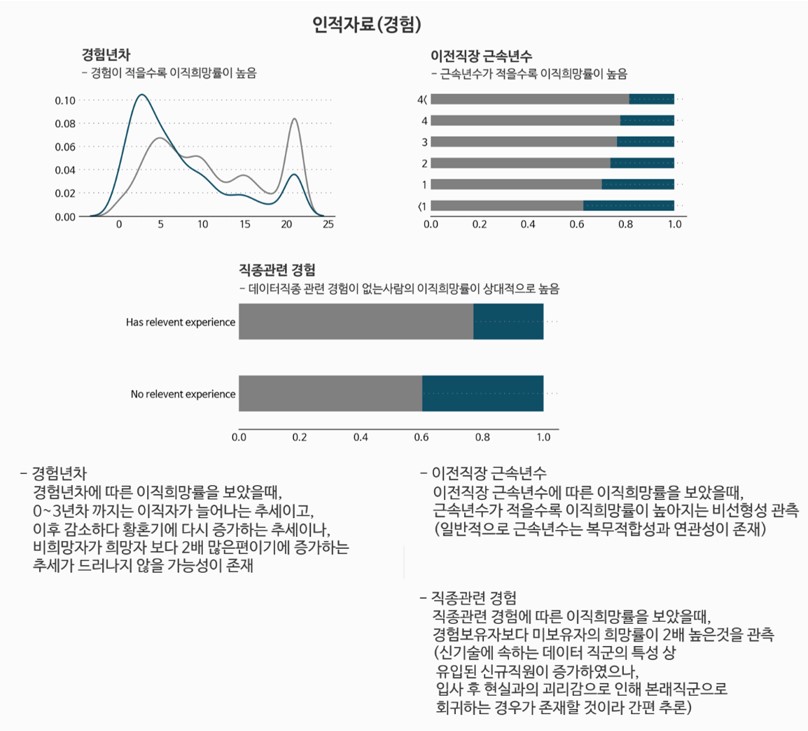 인적자료(경험)
경험년차
- 경험이 적을수록 이직희망률이 높음
0.10
0.08
0.06
0.04
0.02
0.00
0 5 10 15 20 25
이전직장 근속년수
- 근속년수가 적을수록 이직희망률이 높음
4<
4
3
2
1
<1
0.0 0.2 0.4 0.6 0.8 1.0
직종관련 경험
- 데이터직종 관련 경험이 없는사람의 이직희망률이 상대적으로 높음
Has relevent experience
No relevent experience
0.0 0.2 0.4 0.6 0.8 1.0
- 경험년차
경험년차에 따른 이직희망률을 보았을때,
0~3년차 까지는 이직자가 늘어나는 추세이고,
이후 감소하다 황혼기에 다시 증가하는 추세이나,
비희망자가 희망자 보다 2배 많은편이기에 증가하는
추세가 드러나지 않을 가능성이 존재
- 이전직장 근속년수
이전직장 근속년수에 따른 이직희망률을 보았을때,
근속년수가 적을수록 이직희망률이 높아지는 비선형성 관측
(일반적으로 근속년수는 복무적합성과 연관성이 존재)
- 직종관련 경험
직종관련 경험에 따른 이직희망률을 보았을때,
경험보유자보다 미보유자의 희망률이 2배 높은것을 관측
(신기술에 속하는 데이터 직군의 특성 상
유입된 신규직원이 증가하였으나,
입사 후 현실과의 괴리감으로 인해 본래직군으로
회귀하는 경우가 존재할 것이라 간편 추론)